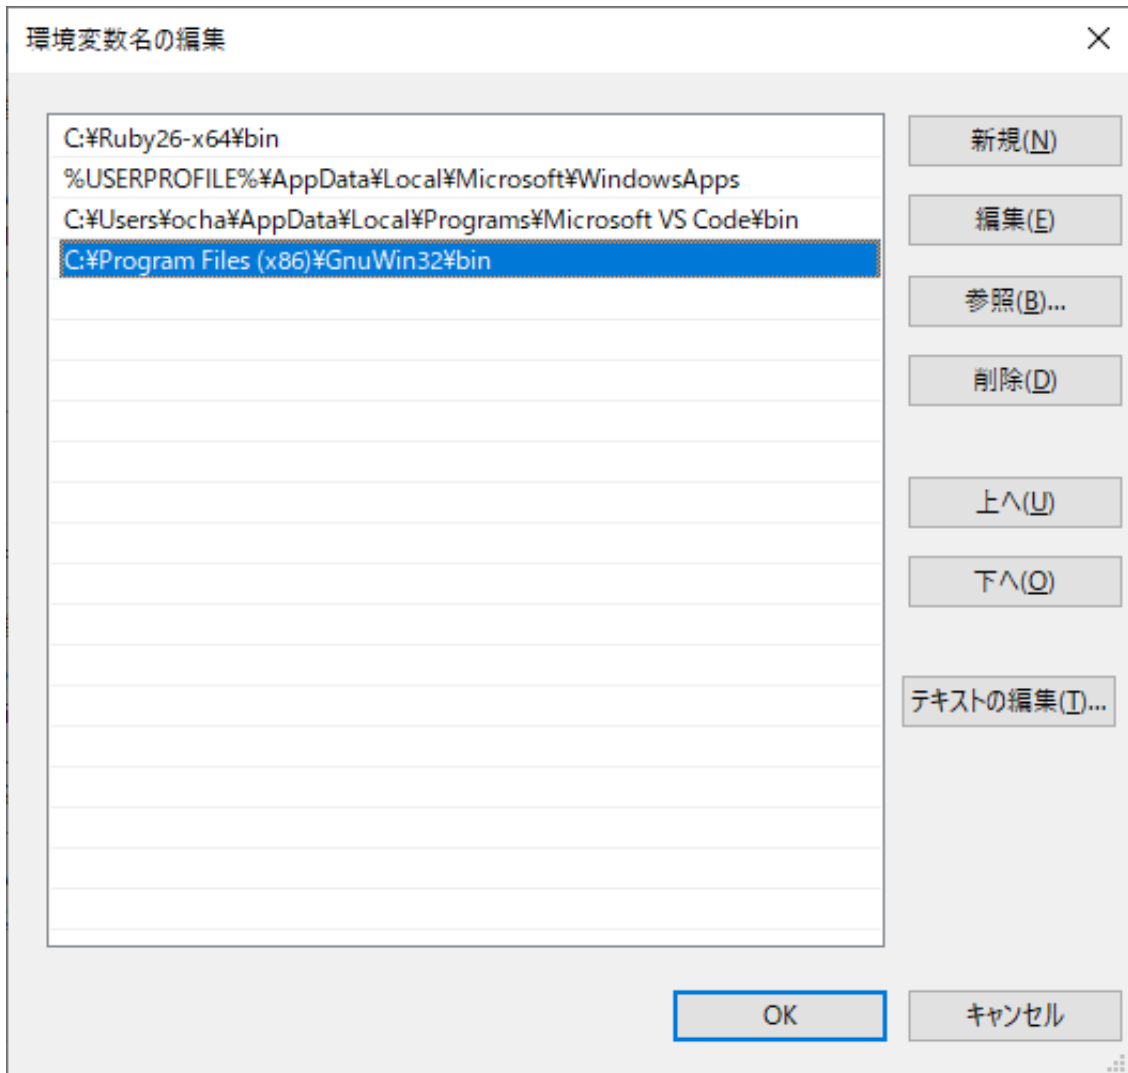 環境変数名の編集
C:¥Ruby26-x64¥bin
%USERPROFILE%¥AppData¥Local¥Microsoft¥WindowsApps
C:¥Users¥ocha¥AppData¥Local¥Programs¥Microsoft VS Code¥bin
C:¥Program Files (x86)¥GnuWin32¥bin
新規(N)
編集(E)
参照(B)...
削除(D)
上へ(U)
下へ(O)
テキストの編集(T)...
OK
キャンセル